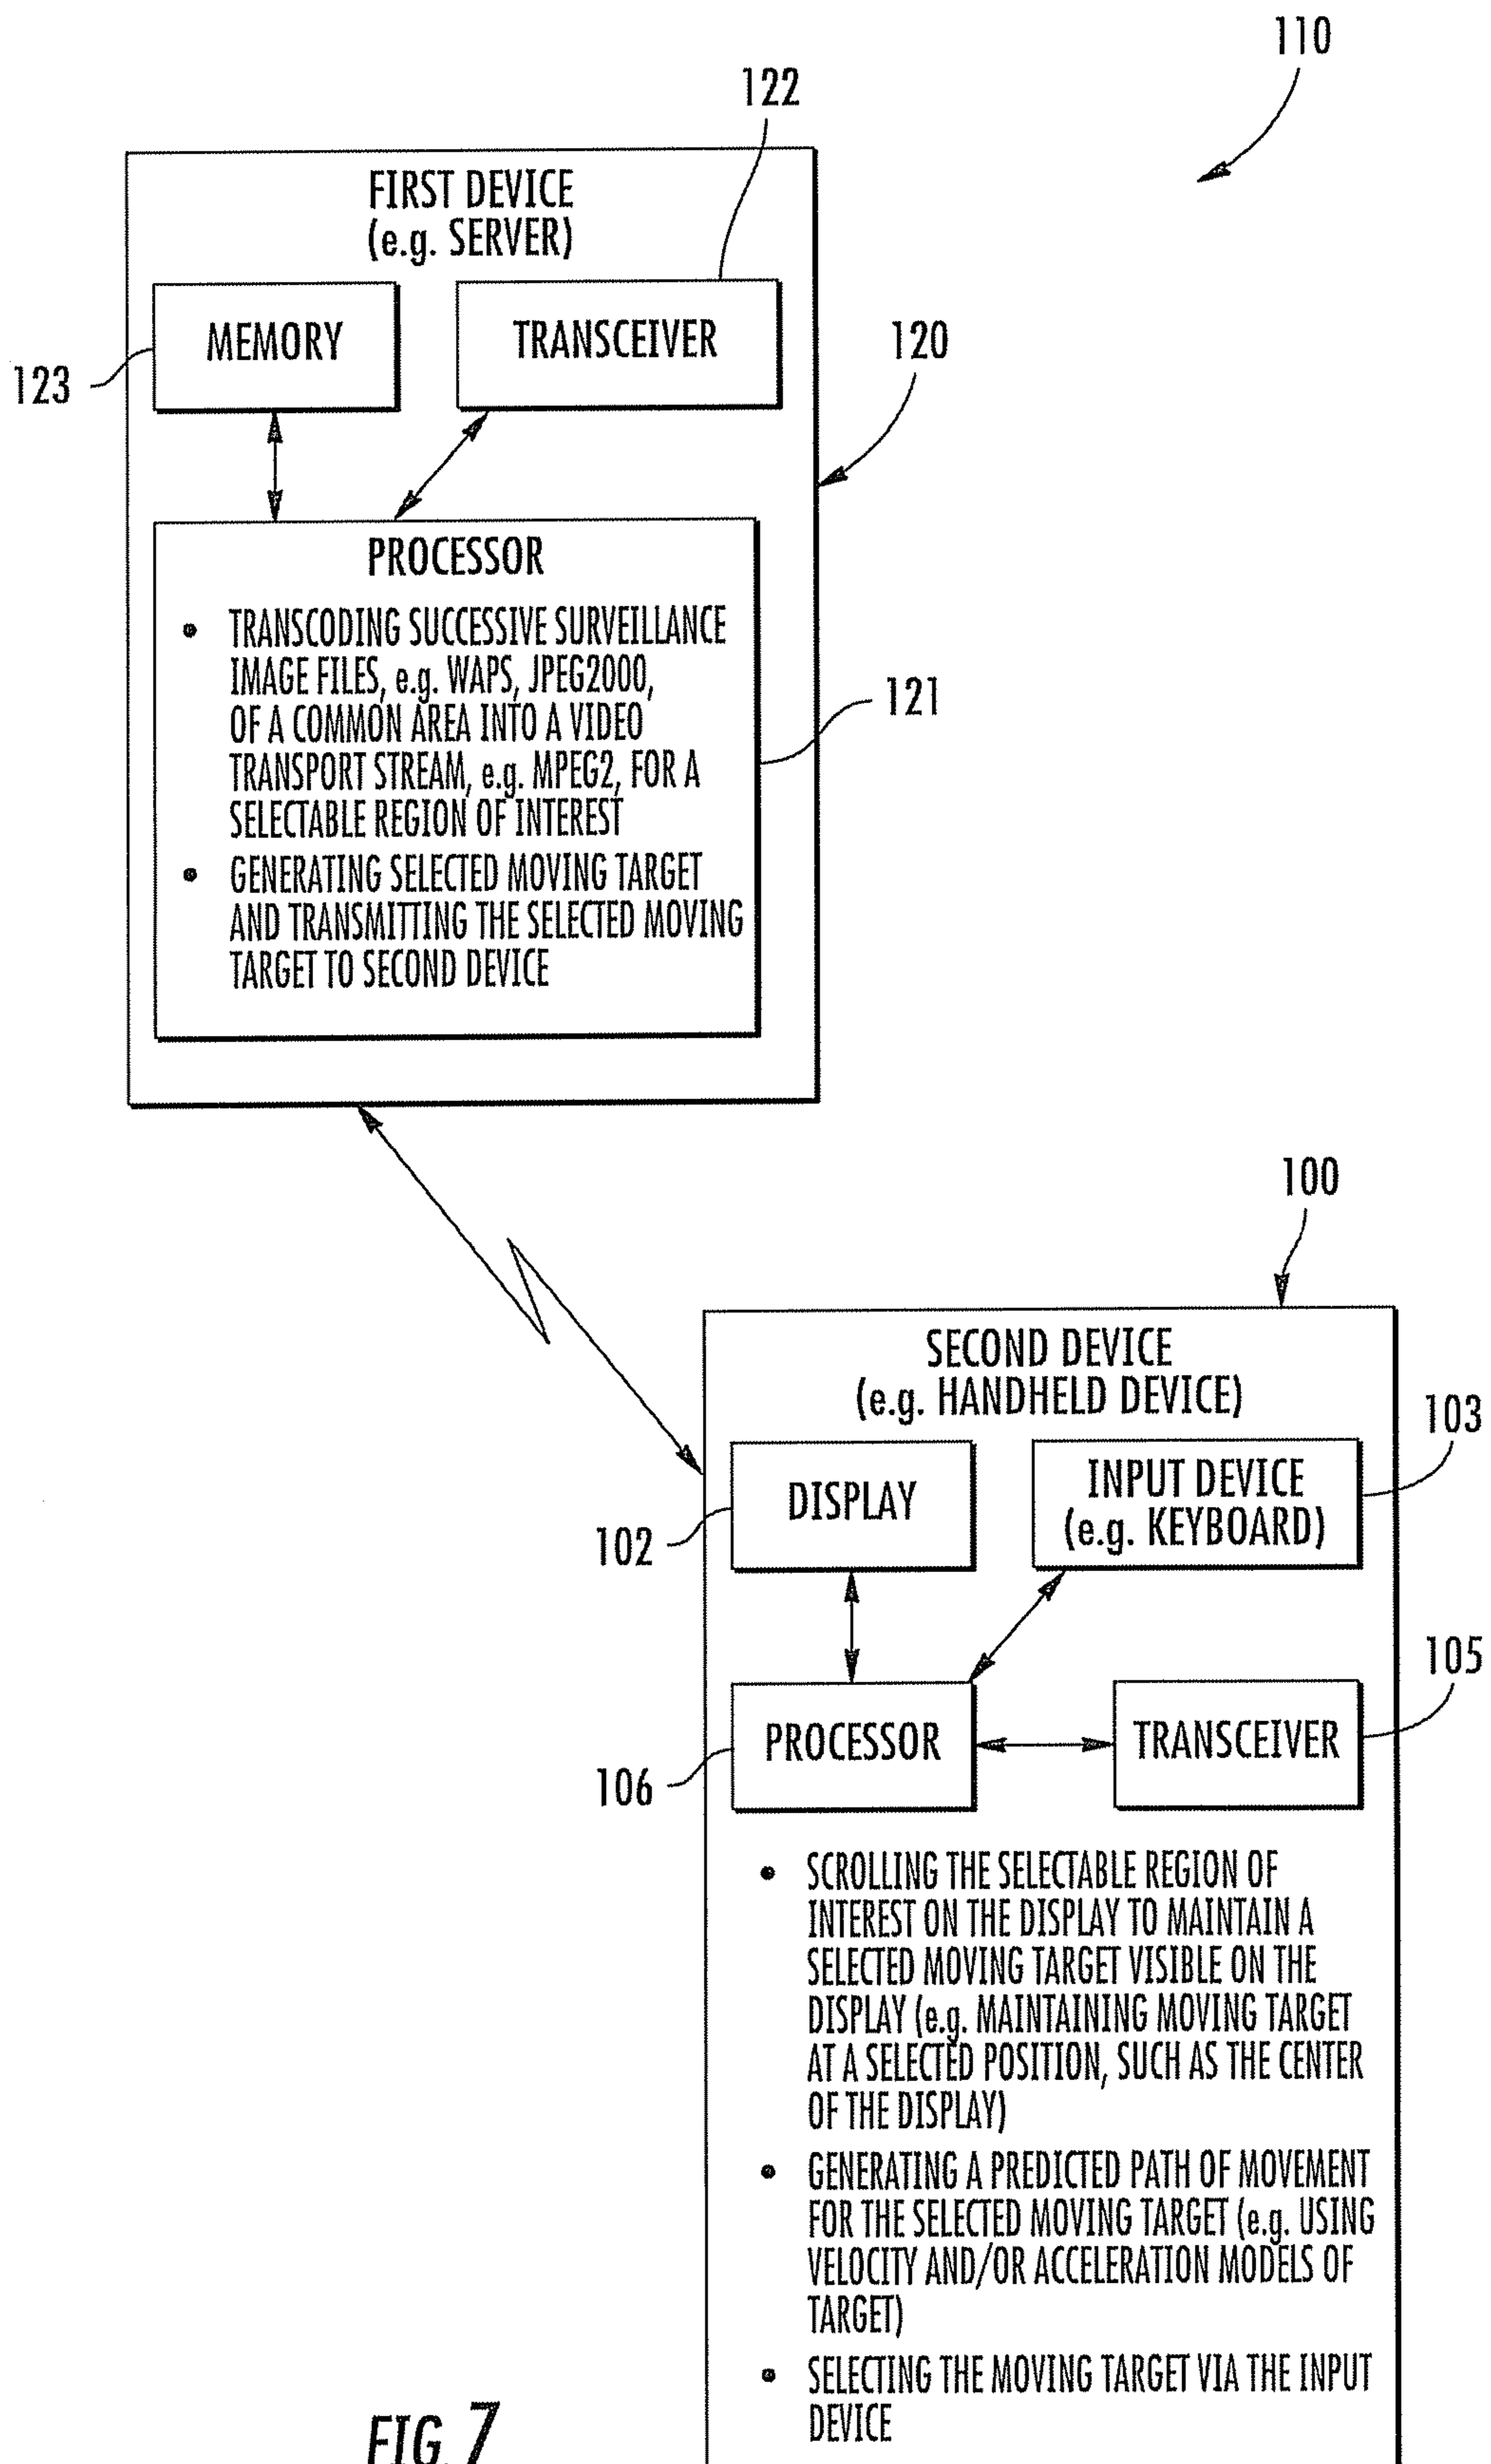 110
122
FIRST DEVICE
(e.g. SERVER)
MEMORY
TRANSCEIVER
120
123
PROCESSOR
• TRANSCODING SUCCESSIVE SURVEILLANCE
IMAGE FILES, e.g. WAPS, JPEG2000,
OF A COMMON AREA INTO A VIDEO
TRANSPORT STREAM, e.g. MPEG2, FOR A
SELECTABLE REGION OF INTEREST
• GENERATING SELECTED MOVING TARGET
AND TRANSMITTING THE SELECTED MOVING
TARGET TO SECOND DEVICE
121
100
SECOND DEVICE
(e.g. HANDHELD DEVICE)
103
DISPLAY
INPUT DEVICE
(e.g. KEYBOARD)
102
105
PROCESSOR
TRANSCEIVER
106
• SCROLLING THE SELECTABLE REGION OF
INTEREST ON THE DISPLAY TO MAINTAIN A
SELECTED MOVING TARGET VISIBLE ON THE
DISPLAY (e.g. MAINTAINING MOVING TARGET
AT A SELECTED POSITION, SUCH AS THE CENTER
OF THE DISPLAY)
• GENERATING A PREDICTED PATH OF MOVEMENT
FOR THE SELECTED MOVING TARGET (e.g. USING
VELOCITY AND/OR ACCELERATION MODELS OF
TARGET)
• SELECTING THE MOVING TARGET VIA THE INPUT
DEVICE
FIG. 7